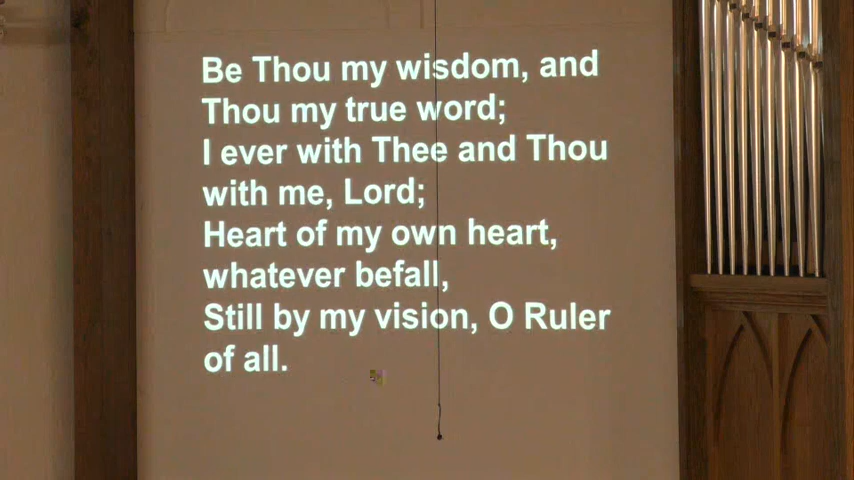 Be Thou my wisdom, and
Thou my true word;
I ever with Thee and Thou
with me, Lord;
Heart of my own heart,
whatever befall,
Still by my vision, O Ruler
of all.